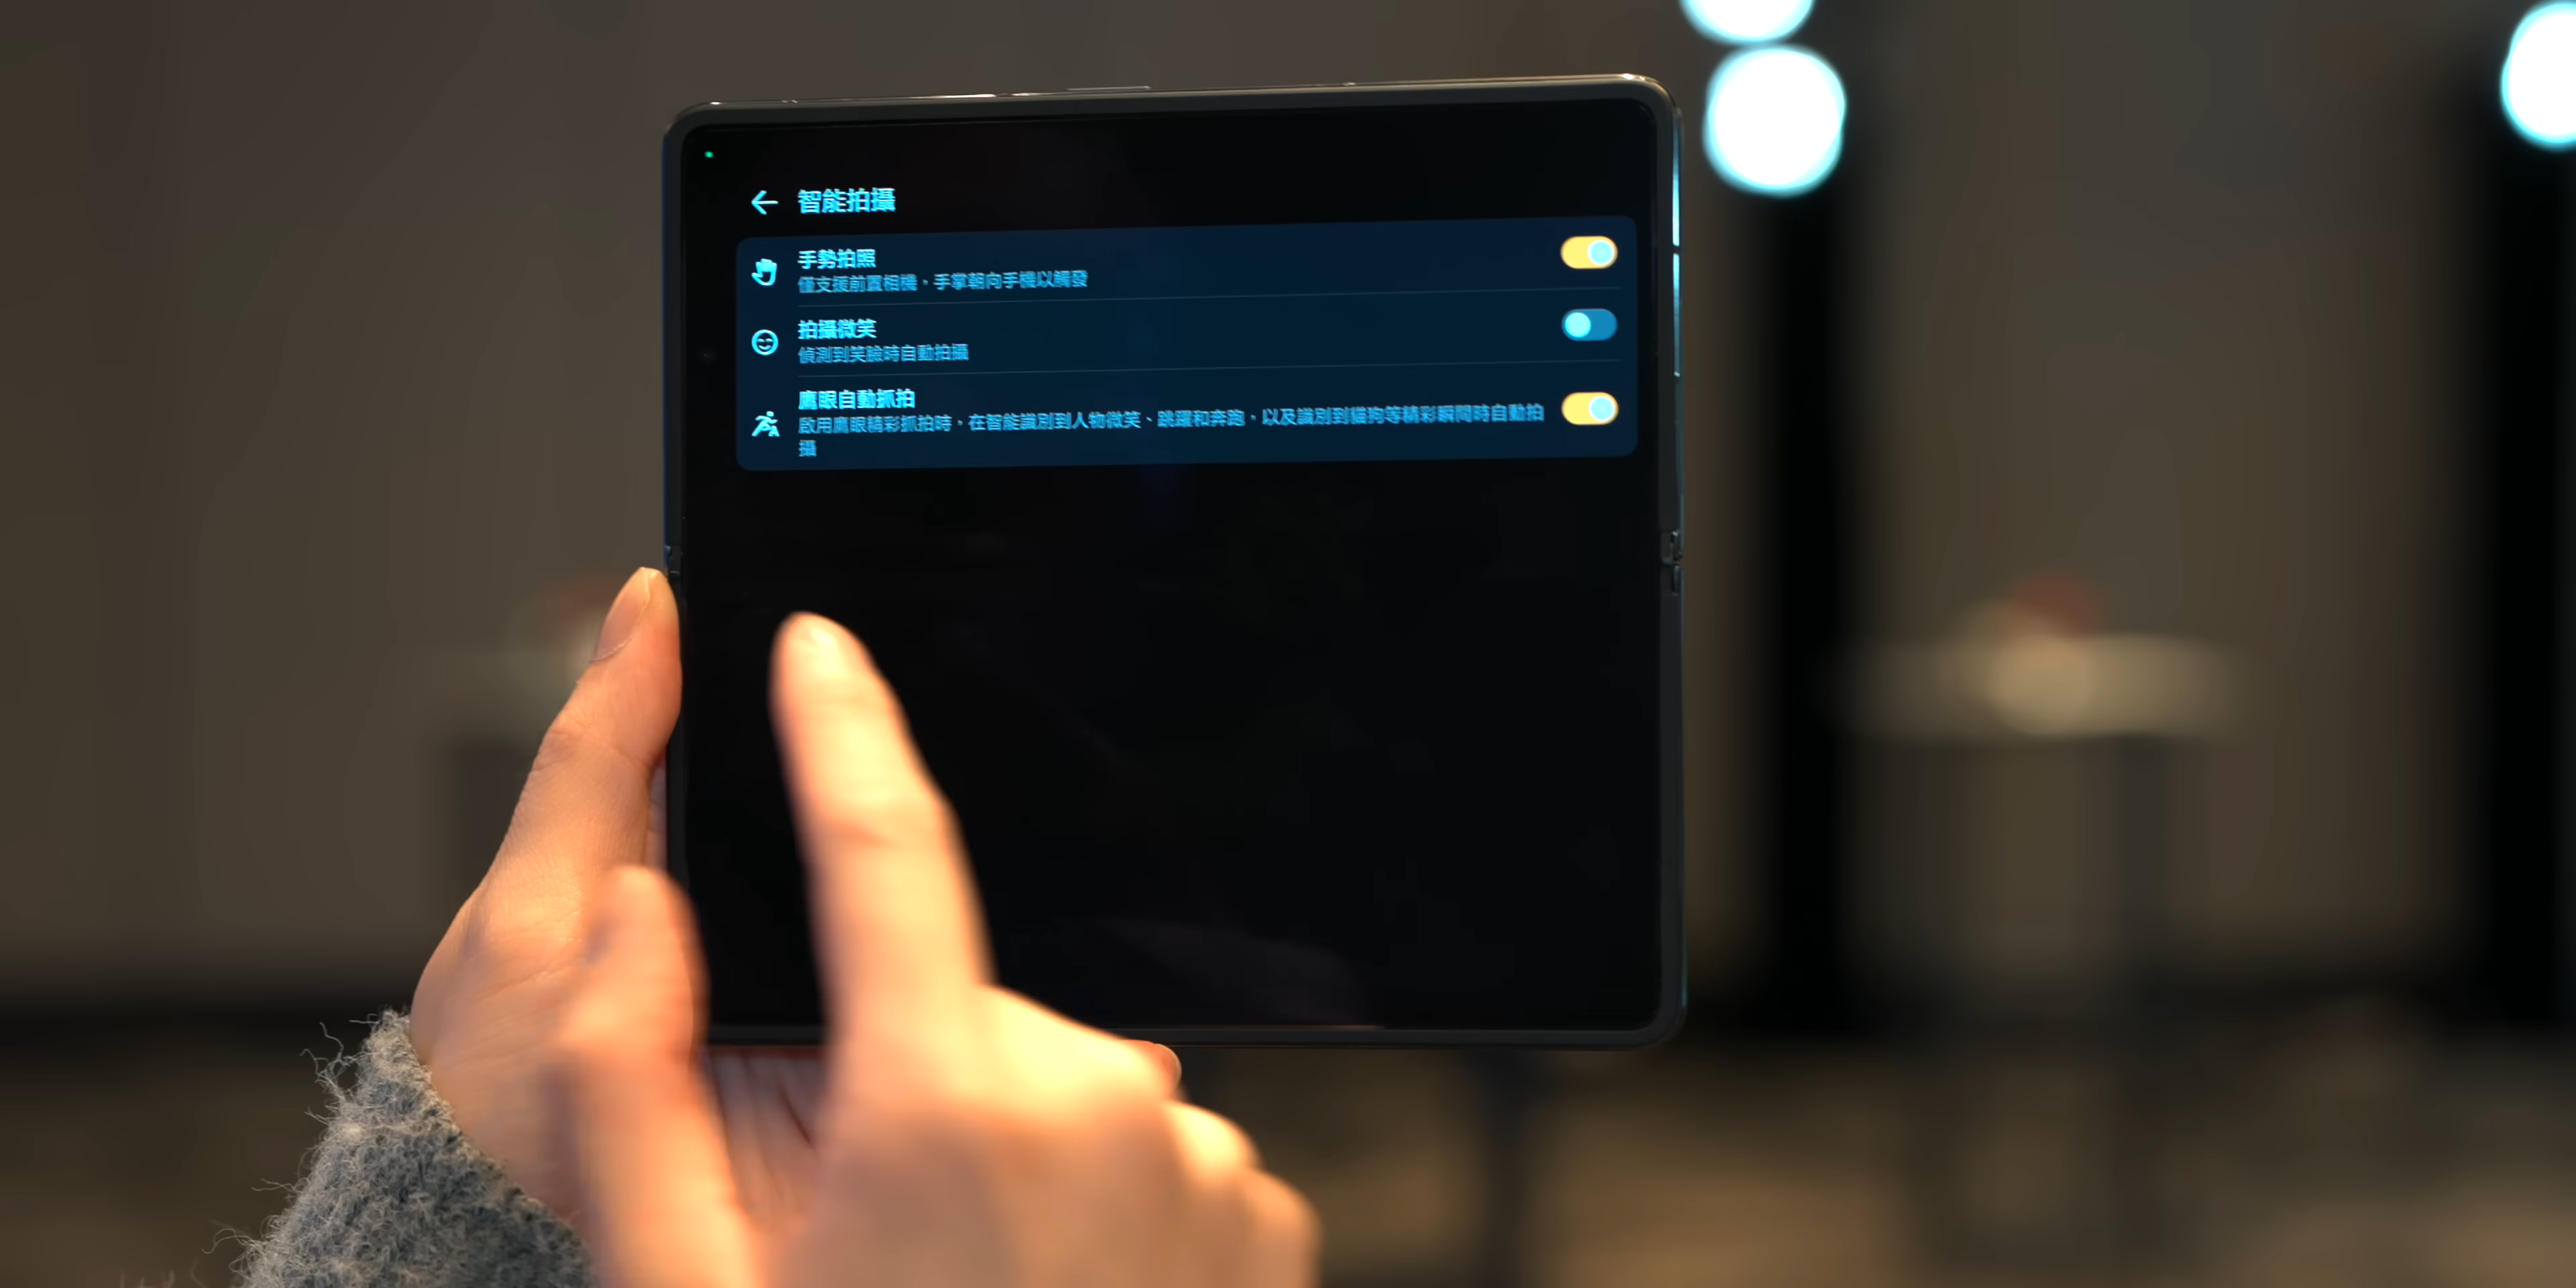 智能拍攝
手勢拍照
僅支援前置相機，手掌朝向手機以觸發
拍攝微笑
偵測到笑臉時自動拍攝
鷹眼自動抓拍
啟用鷹眼精彩抓拍時，在智能識別到人物微笑、跳躍和奔跑，以及識別到貓狗等精彩瞬間時自動拍
攝